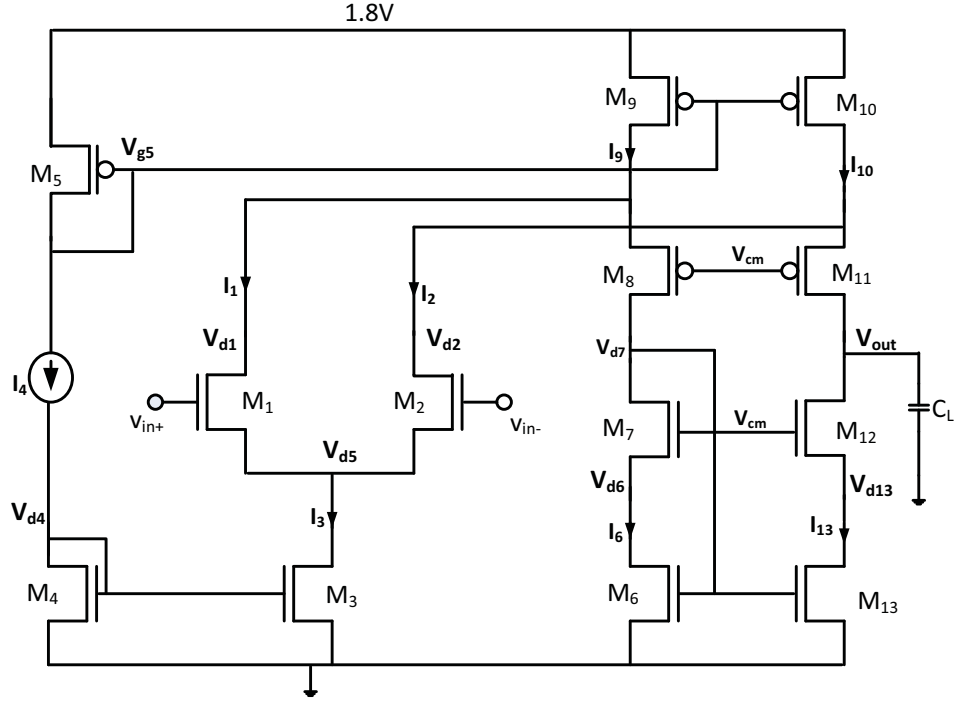 1.8V
M9
M10
Vg5
I9
M5
I10
Vcm
M8
M11
I1
I2
Vd1
Vd2
Vd7
Vout
I4
M1
M2
CL
vin+
vin-
M7
Vcm
M12
Vd5
Vd6
Vd13
Vd4
I3
I6
I13
M4
M3
M6
M13